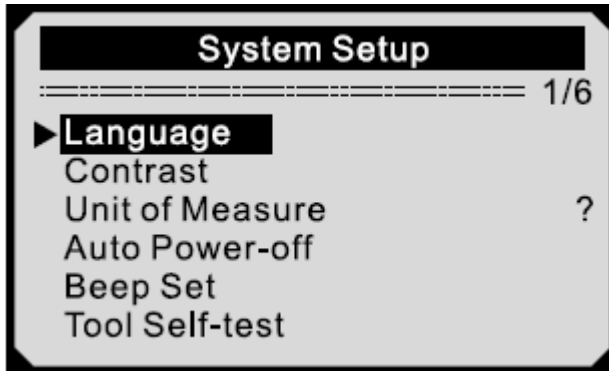 System Setup
1/6
Language
Contrast
Unit of Measure ?
Auto Power-off
Beep Set
Tool Self-test